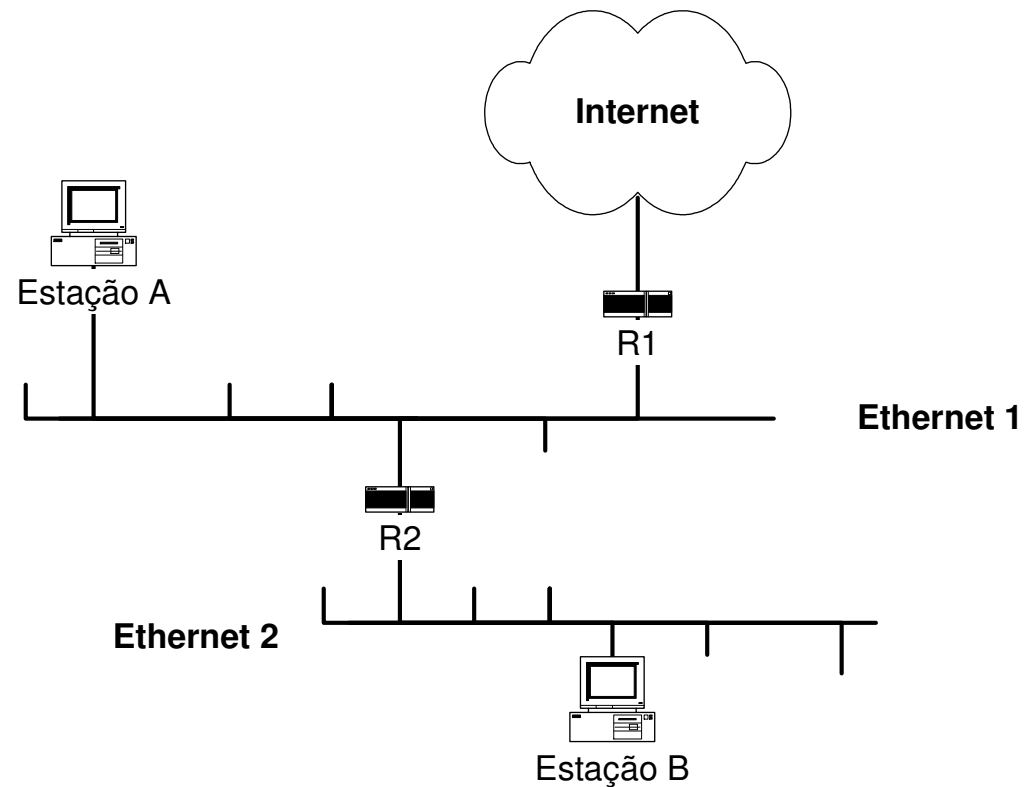 Internet
Estação A
R1
Ethernet 1
R2
Ethernet 2
Estação B